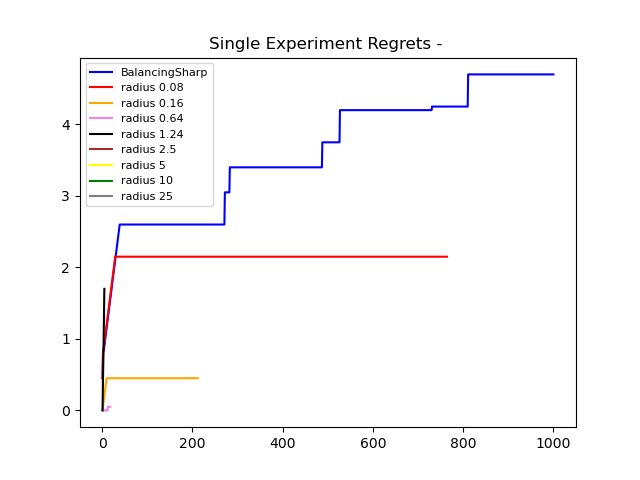 Single Experiment Regrets -
BalancingSharp
radius 0.08
radius 0.16
radius 0.64
radius 1.24
radius 2.5
radius 5
radius 10
radius 25
4
3
2
1
0
0 200 400 600 800 1000